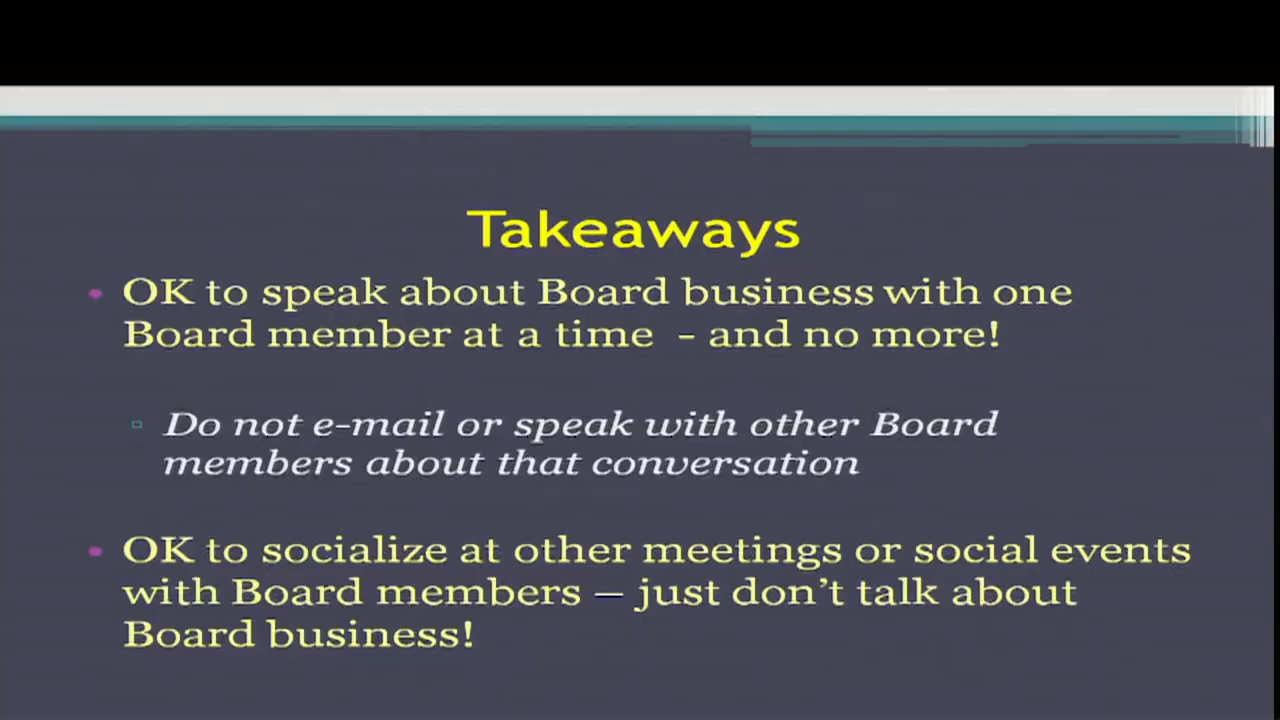 Takeaways
• OK to speak about Board business with one
Board member at a time - and no more!
▫ Do not e-mail or speak with other Board
members about that conversation
• OK to socialize at other meetings or social events
with Board members – just don’t talk about
Board business!